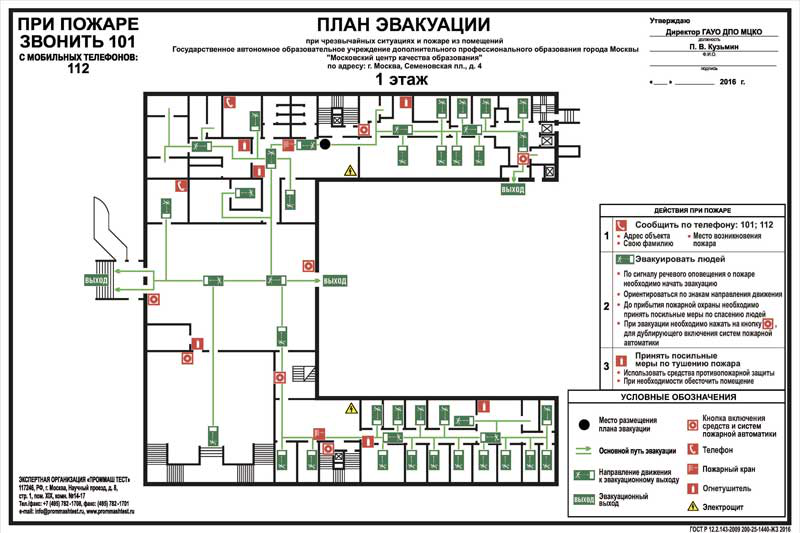 ПРИ ПОЖАРЕ
ЗВОНИТЬ 101
С МОБИЛЬНЫХ ТЕЛЕФОНОВ:
112
ПЛАН ЭВАКУАЦИИ
при чрезвычайных ситуациях и пожаре из помещений
Государственное автономное образовательное учреждение дополнительного профессионального образования города Москвы
"Московский центр качества образования"
по адресу: г. Москва, Семеновская пл., д. 4
1 этаж
Утверждаю
Директор ГАУО ДПО МЦКО
должность
П. В. Кузьмин
Ф.И.О.
подпись
« » 2016 г.
ВЫХОД
ВЫХОД
ВЫХОД
ДЕЙСТВИЯ ПРИ ПОЖАРЕ
1
Сообщить по телефону: 101; 112
• Адрес объекта
• Свою фамилию
• Место возникновения
пожара
2
Эвакуировать людей
• По сигналу речевого оповещения о пожаре
необходимо начать эвакуацию
• Ориентироваться по знакам направления движения
• До прибытия пожарной охраны необходимо
принять посильные меры по спасению людей
• При эвакуации необходимо нажать на кнопку ,
для дублирующего включения систем пожарной
автоматики
3
Принять посильные
меры по тушению пожара
• Использовать средства противопожарной защиты
• При необходимости обесточить помещение
УСЛОВНЫЕ ОБОЗНАЧЕНИЯ
Место размещения
плана эвакуации
Основной путь эвакуации
Направление движения
к эвакуационному выходу
ВЫХОД
Эвакуационный
выход
Кнопка включения
средств и систем
пожарной автоматики
Телефон
Пожарный кран
Огнетушитель
Электрощит
ЭКСПЕРТНАЯ ОРГАНИЗАЦИЯ «ПРОММАШ ТЕСТ»
117246, РФ, г. Москва, Научный проезд, д. 8,
стр. 1, пом. XIX, комн. №14-17
Тел./факс: +7 (495) 782-1708, факс: (495) 782-1701
e-mail: info@prommashtest.ru, www.prommashtest.ru
ГОСТ Р 12.2.143-2009 200-25-1440-ЖЗ 2016